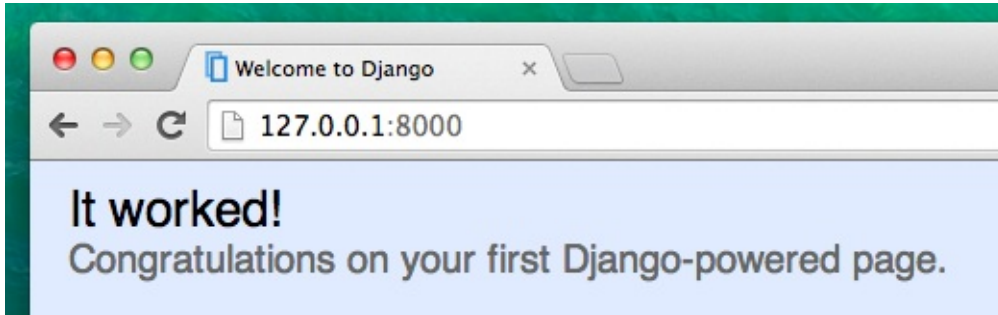 Welcome to Django
127.0.0.1:8000
It worked!
Congratulations on your first Django-powered page.